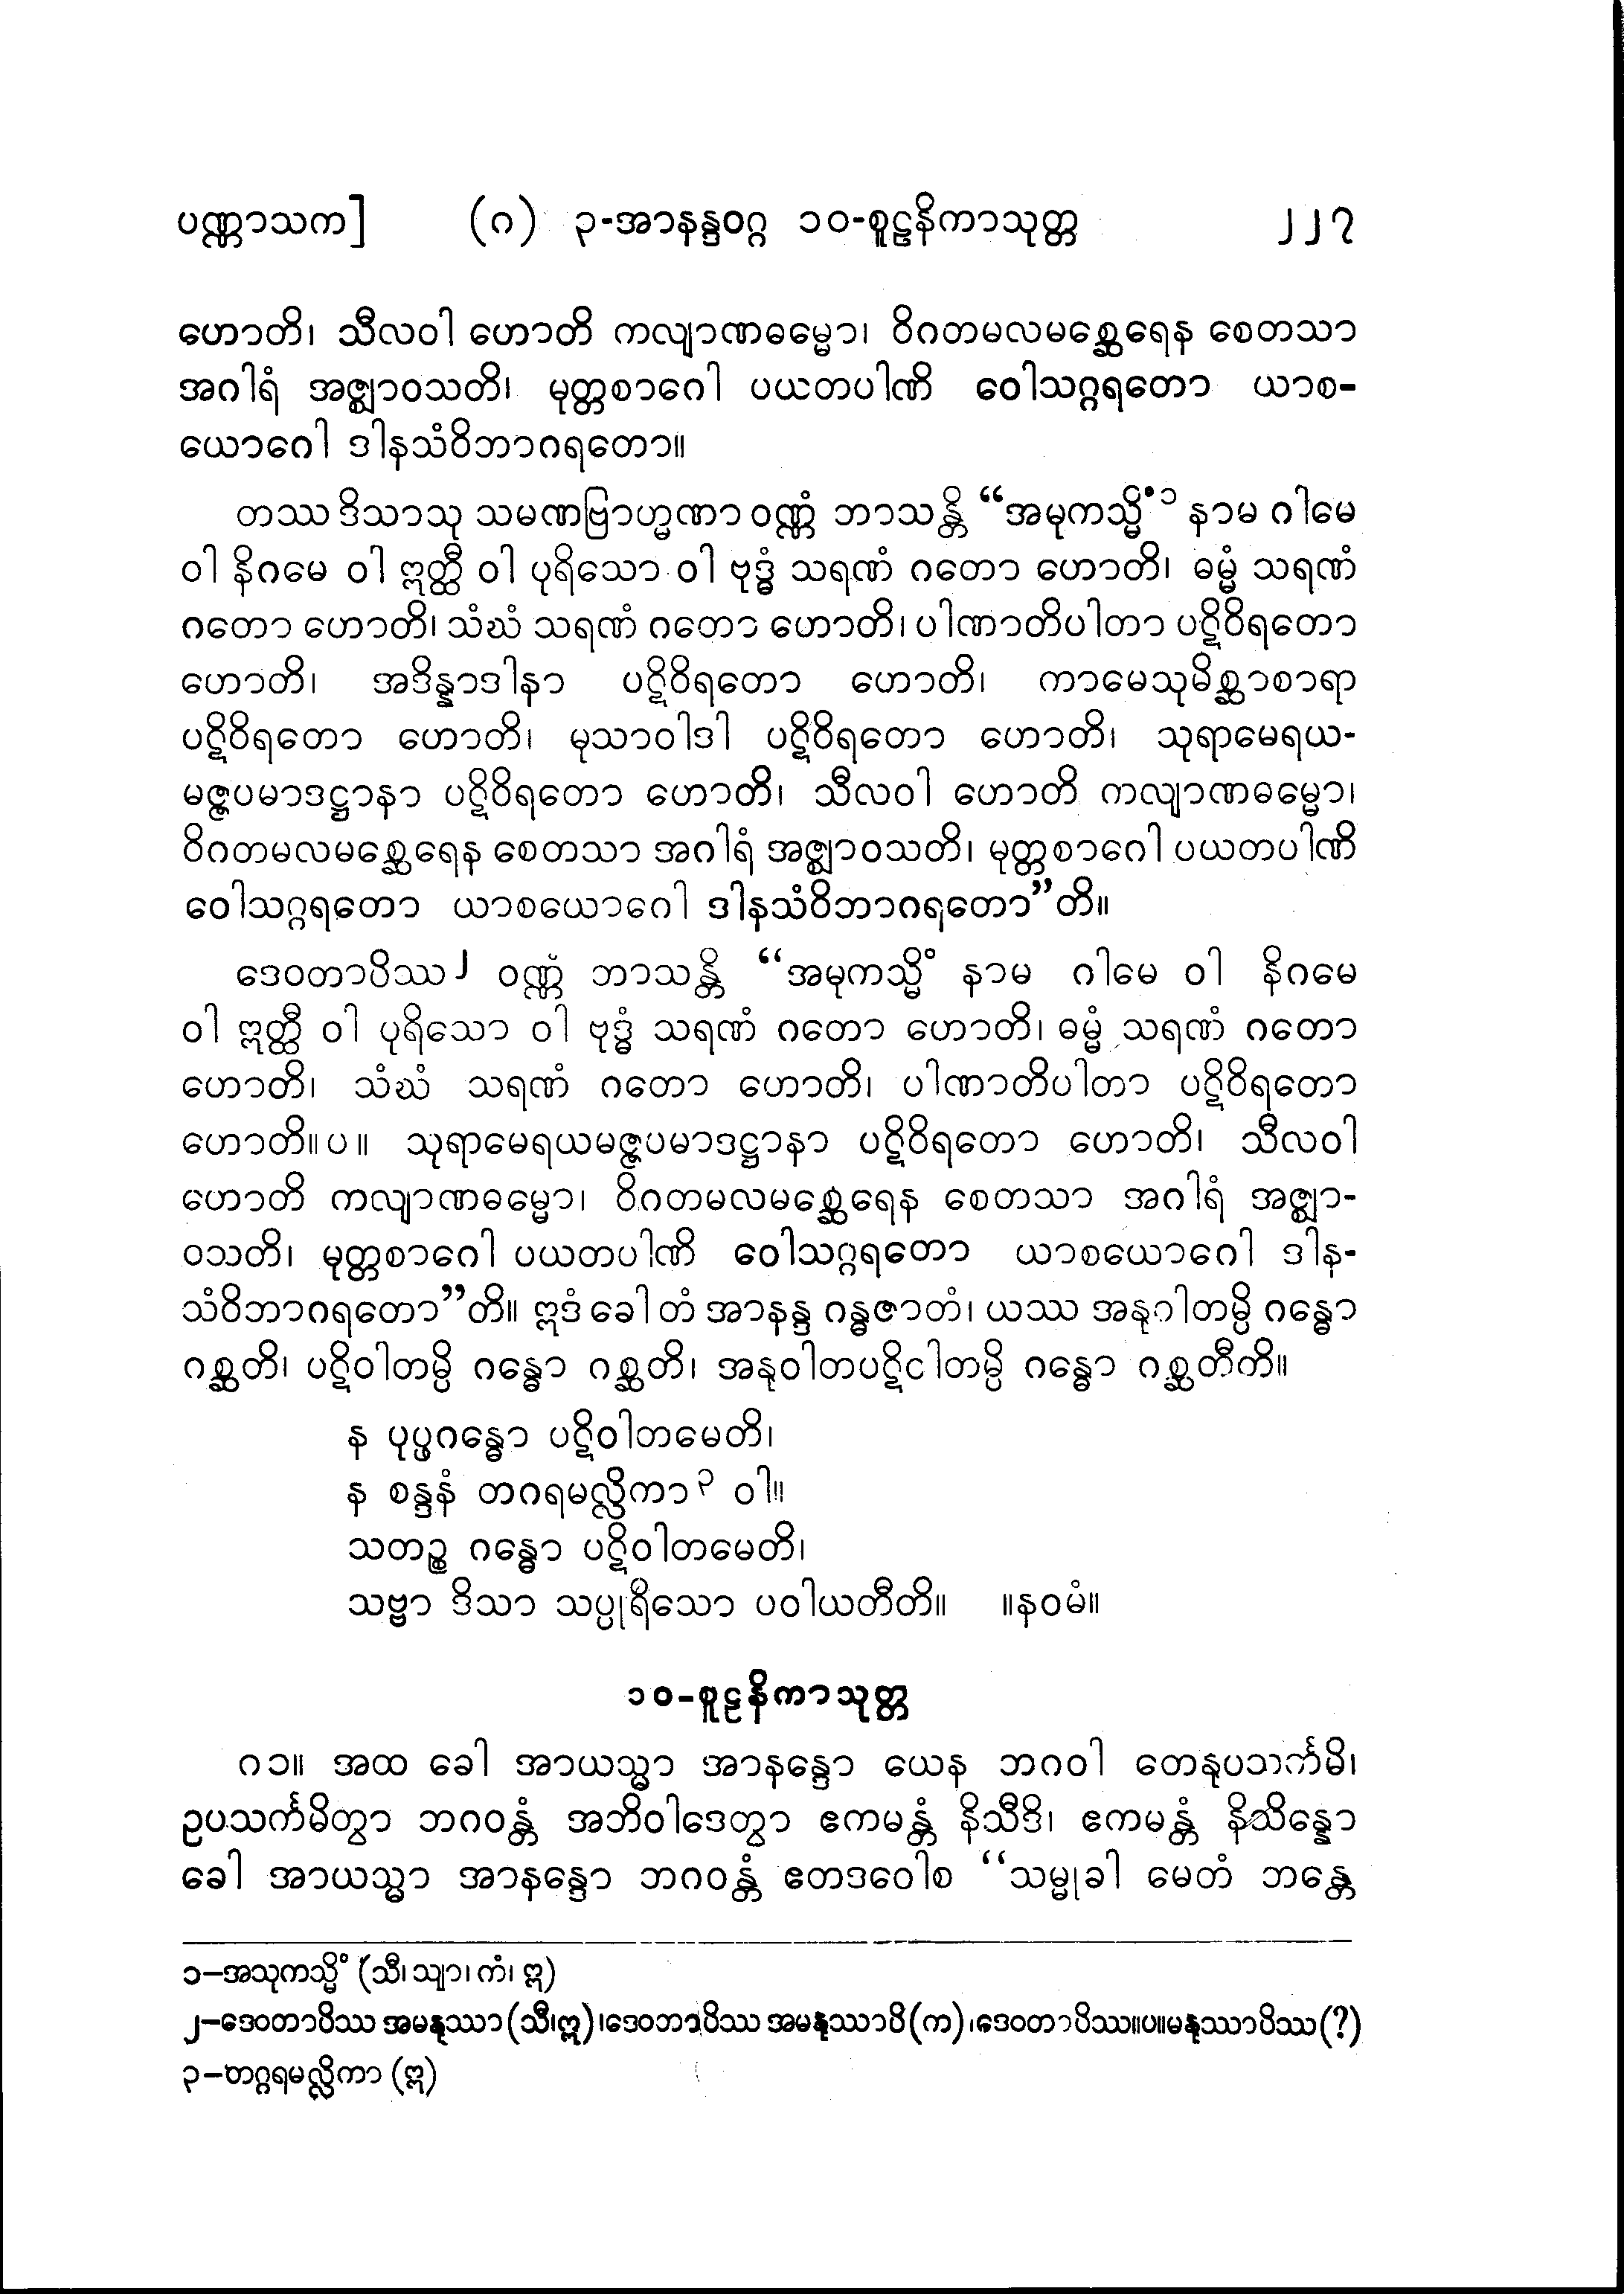 ပဏ္ဏာသက] (ဂ) ၃-အာနန္ဒဝဂ္ဂ ၁၀-စူဠနိကာသုတ္တ ၂၂၇
ဟောတိ၊ သီလဝါ ဟောတိ ကလျာဏဓမ္မော၊ ဝိဂတမလမစ္ဆေရေန စေတသာ
အဂါရံ အဇ္ဈာဝသတိ၊ မုတ္တစာဂေါ ပယတပါဏိ ဝေါသဂ္ဂရတော ယာစ-
ယောဂေါ ဒါနသံဝိဘာဂရတော။
တဿ ဒိသာသု သမဏဗြာဟ္မဏာ ဝဏ္ဏံ ဘာသန္တိ “အမုကသ္မိံ ၁ နာမ ဂါမေ
ဝါ နိဂမေ ဝါ ဣတ္ထီ ဝါ ပုရိသော ဝါ ဗုဒ္ဓံ သရဏံ ဂတော ဟောတိ၊ ဓမ္မံ သရဏံ
ဂတော ဟောတိ၊ သံဃံ သရဏံ ဂတော ဟောတိ၊ ပါဏာတိပါတာ ပဋိဝိရတော
ဟောတိ၊ အဒိန္နာဒါနာ ပဋိဝိရတော ဟောတိ၊ ကာမေသုမိစ္ဆာစာရာ
ပဋိဝိရတော ဟောတိ၊ မုသာဝါဒါ ပဋိဝိရတော ဟောတိ၊ သုရာမေရယ-
မဇ္ဇပမာဒဋ္ဌာနာ ပဋိဝိရတော ဟောတိ၊ သီလဝါ ဟောတိ ကလျာဏဓမ္မော၊
ဝိဂတမလမစ္ဆေရေန စေတသာ အဂါရံ အဇ္ဈာဝသတိ၊ မုတ္တစာဂေါ ပယတပါဏိ
ဝေါသဂ္ဂရတော ယာစယောဂေါ ဒါနသံဝိဘာဂရတော”တိ။
ဒေဝတာပိဿ ၂ ဝဏ္ဏံ ဘာသန္တိ “အမုကသ္မိံ နာမ ဂါမေ ဝါ နိဂမေ
ဝါ ဣတ္ထီ ဝါ ပုရိသော ဝါ ဗုဒ္ဓံ သရဏံ ဂတော ဟောတိ၊ ဓမ္မံ သရဏံ ဂတော
ဟောတိ၊ သံဃံ သရဏံ ဂတော ဟောတိ၊ ပါဏာတိပါတာ ပဋိဝိရတော
ဟောတိ။ပ။ သုရာမေရယမဇ္ဇပမာဒဋ္ဌာနာ ပဋိဝိရတော ဟောတိ၊ သီလဝါ
ဟောတိ ကလျာဏဓမ္မော၊ ဝိဂတမလမစ္ဆေရေန စေတသာ အဂါရံ အဇ္ဈာ-
ဝသတိ၊ မုတ္တစာဂေါ ပယတပါဏိ ဝေါသဂ္ဂရတော ယာစယောဂေါ ဒါန-
သံဝိဘာဂရတော”တိ။ ဣဒံ ခေါ တံ အာနန္ဒ ဂန္ဓဇာတံ၊ ယဿ အနုဝါတမ္ပိ ဂန္ဓော
ဂစ္ဆတိ၊ ပဋိဝါတမ္ပိ ဂန္ဓော ဂစ္ဆတိ၊ အနုဝါတပဋိဝါတမ္ပိ ဂန္ဓော ဂစ္ဆတီတိ။
န ပုပ္ဖဂန္ဓော ပဋိဝါတမေတိ၊
န စန္ဒနံ တဂရမလ္လိကာ ၃ ဝါ။
သတဉ္စ ဂန္ဓော ပဋိဝါတမေတိ၊
သဗ္ဗာ ဒိသာ သပ္ပုရိသော ပဝါယတီတိ။ ။နဝမံ။
၁၀-စူဠနိကာသုတ္တ
ဂ၁။ အထ ခေါ အာယသ္မာ အာနန္ဒော ယေန ဘဂဝါ တေနုပသင်္ကမိ၊
ဥပသင်္ကမိတွာ ဘဂဝန္တံ အဘိဝါဒေတွာ ဧကမန္တံ နိသီဒိ၊ ဧကမန္တံ နိသိန္နော
ခေါ အာယသ္မာ အာနန္ဒော ဘဂဝန္တံ ဧတဒဝေါစ “သမ္မုခါ မေတံ ဘန္တေ
၁–အသုကသ္မိံ (သီ၊ သျာ၊ ကံ၊ ဣ)
၂–ဒေဝတာပိဿ အမနုဿာ (သီ၊ဣ)၊ဒေဝတာပိဿ အမနုဿာပိ (က)၊ဒေဝတာပိဿ။ပ။မနုဿာပိဿ (?)
၃–တဂ္ဂရမလ္လိကာ (ဣ)